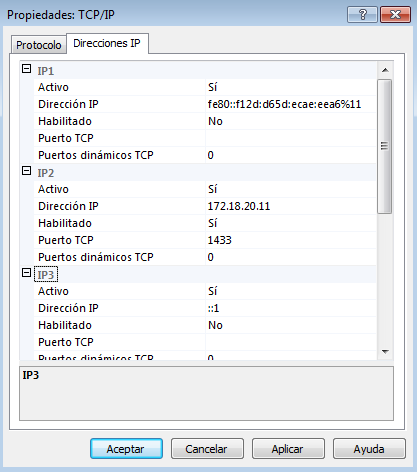 Propiedades: TCP/IP
Protocolo Direcciones IP
IP1
Activo Sí
Dirección IP fe80::f12d:d65d:ecae:eea6%11
Habilitado No
Puerto TCP
Puertos dinámicos TCP 0
IP2
Activo Sí
Dirección IP 172.18.20.11
Habilitado Sí
Puerto TCP 1433
Puertos dinámicos TCP 0
IP3
Activo Sí
Dirección IP ::1
Habilitado No
Puerto TCP
Puertos dinámicos TCP 0
IP3
Aceptar Cancelar Aplicar Ayuda